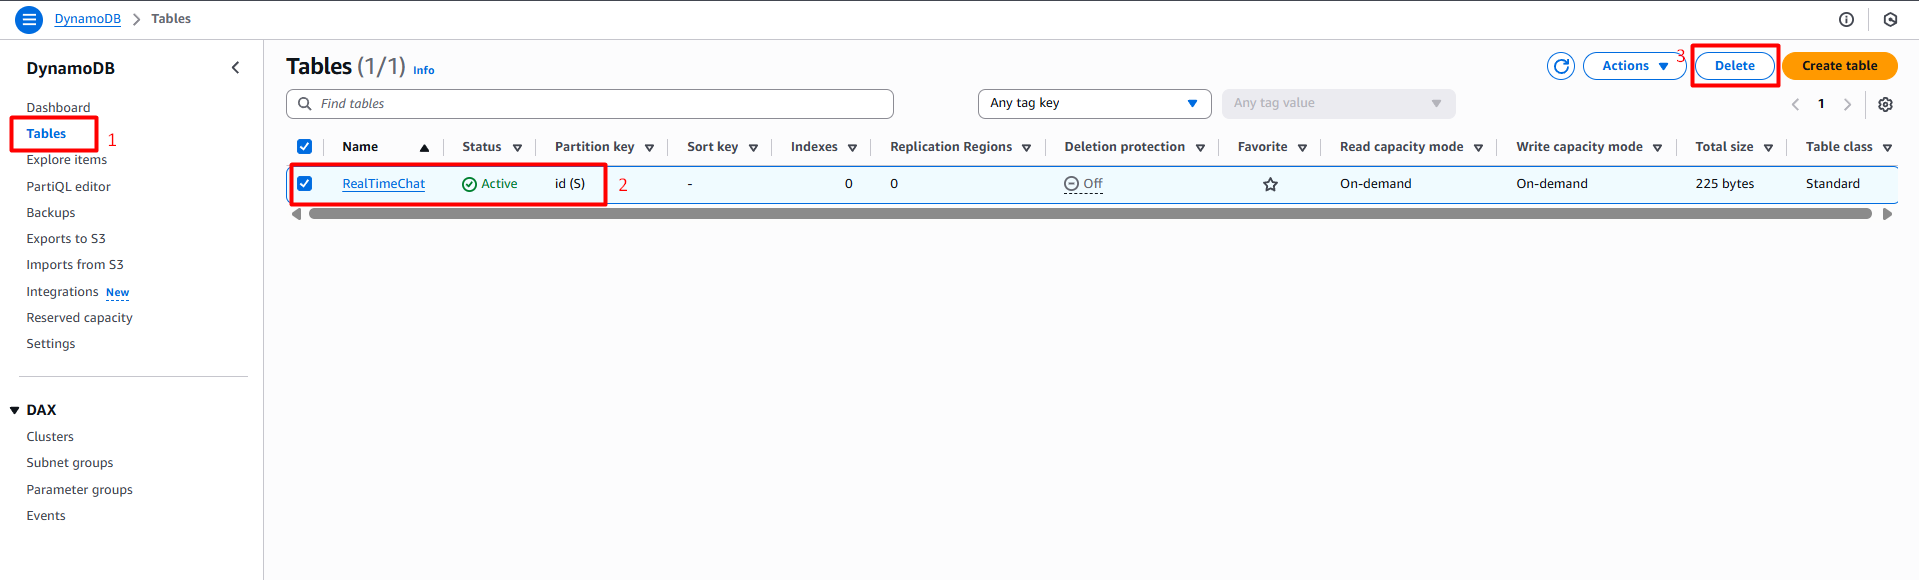 DynamoDB > Tables
DynamoDB
Dashboard
Tables 1
Explore items
PartiQL editor
Backups
Exports to S3
Imports from S3
Integrations New
Reserved capacity
Settings
DAX
Clusters
Subnet groups
Parameter groups
Events
Tables (1/1) Info
Actions 3 Delete Create table
Find tables Any tag key Any tag value 1
Name Status Partition key Sort key Indexes Replication Regions Deletion protection Favorite Read capacity mode Write capacity mode Total size Table class
RealTimeChat Active id (S) 2 - 0 0 Off On-demand On-demand 225 bytes Standard